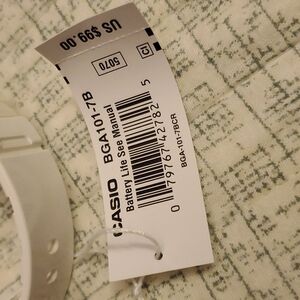 US $99.00
CI
5070
CASIO BGA101-7B
Battery Life See Manual
0 79767 42782 5
BGA-101-7BCR